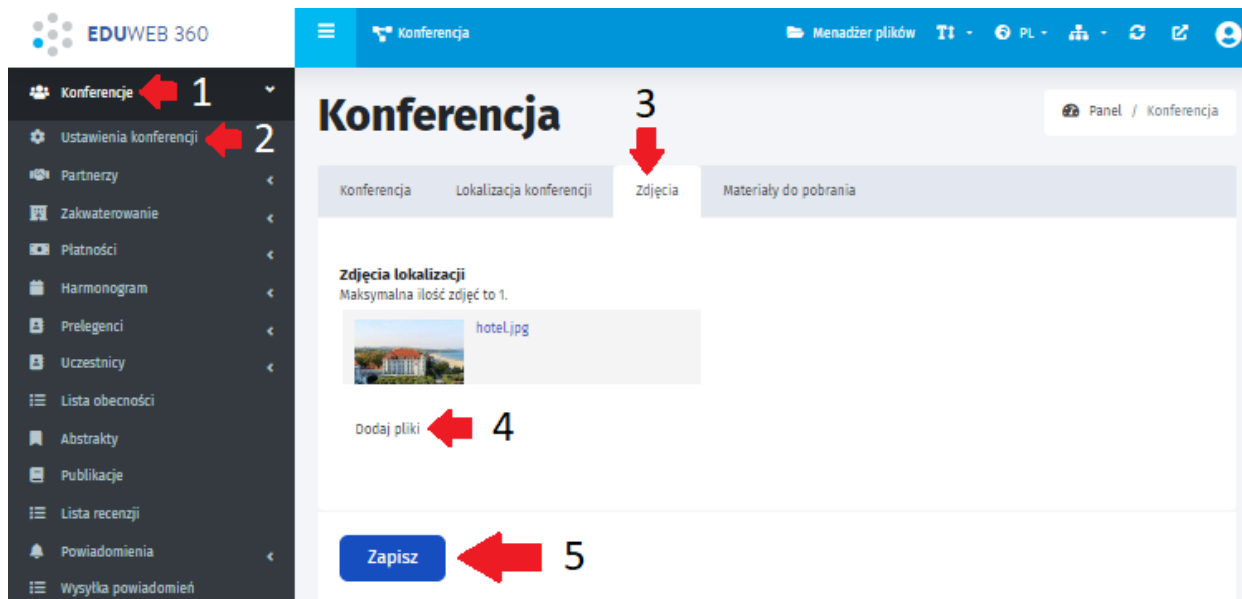 EDUWEB 360
Konferencja
Menadżer plików
PL
Konferencje 1
Ustawienia konferencji 2
Partnerzy
Zakwaterowanie
Płatności
Harmonogram
Prelegenci
Uczestnicy
Lista obecności
Abstrakty
Publikacje
Lista recenzji
Powiadomienia
Wysyłka powiadomień
Konferencja
3
Panel / Konferencja
Konferencja Lokalizacja konferencji Zdjęcia Materiały do pobrania
Zdjęcia lokalizacji
Maksymalna ilość zdjęć to 1.
hotel.jpg
Dodaj pliki 4
Zapisz 5